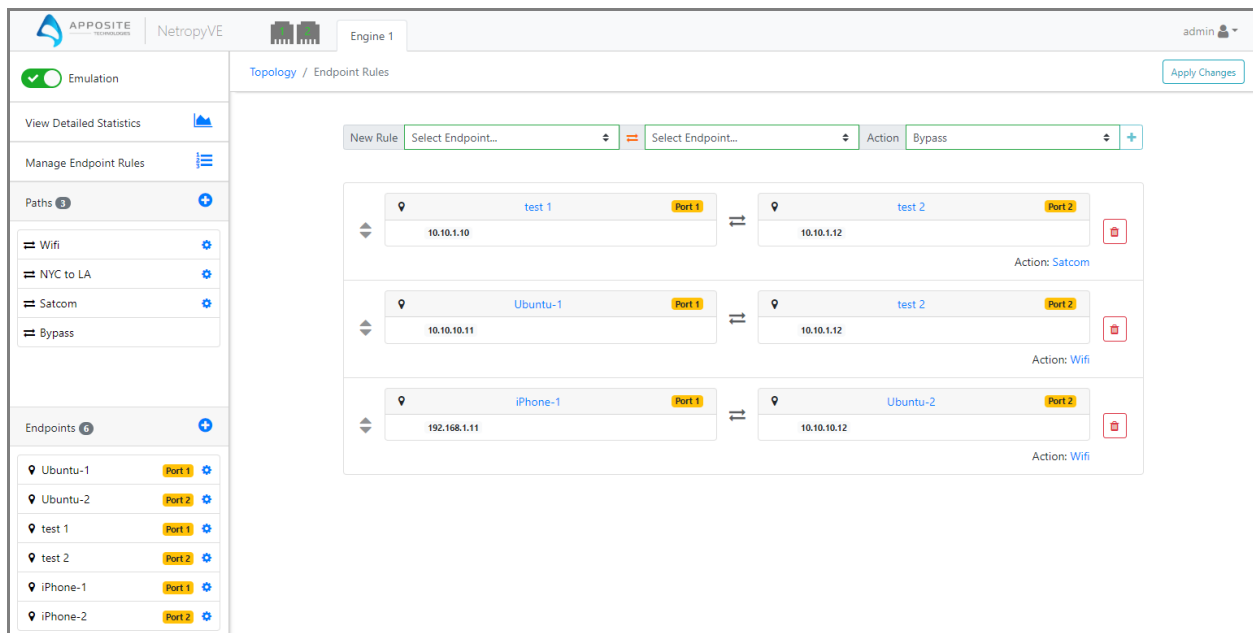 APPOSITE
TECHNOLOGIES
NetropyVE
1 2
Engine 1
admin
Emulation
Topology / Endpoint Rules
Apply Changes
View Detailed Statistics
Manage Endpoint Rules
Paths 3
Wifi
NYC to LA
Satcom
Bypass
Endpoints 6
Ubuntu-1 Port 1
Ubuntu-2 Port 2
test 1 Port 1
test 2 Port 2
iPhone-1 Port 1
iPhone-2 Port 2
New Rule Select Endpoint... Select Endpoint... Action Bypass +
test 1 Port 1 test 2 Port 2
10.10.1.10 10.10.1.12
Action: Satcom
Ubuntu-1 Port 1 test 2 Port 2
10.10.10.11 10.10.1.12
Action: Wifi
iPhone-1 Port 1 Ubuntu-2 Port 2
192.168.1.11 10.10.10.12
Action: Wifi